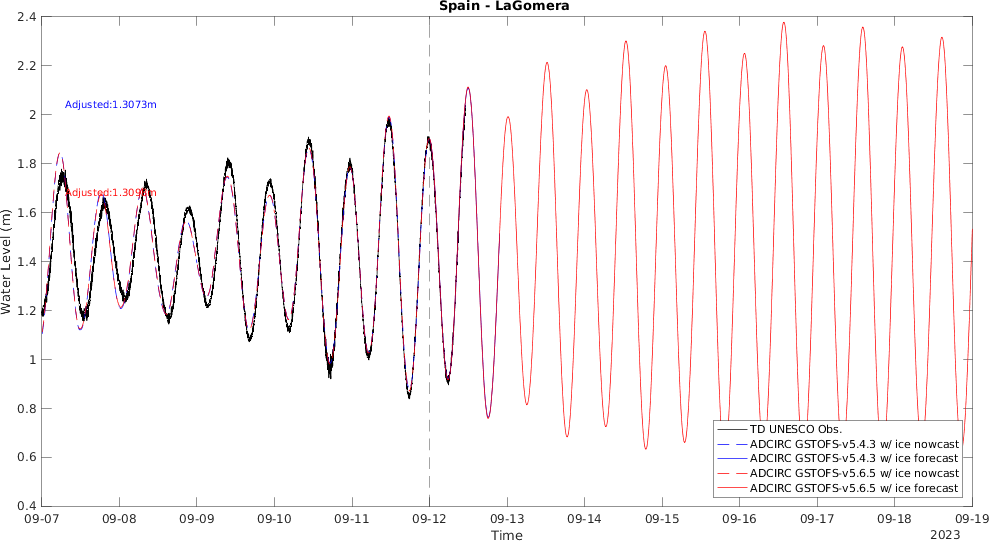 Spain - LaGomera
Water Level (m)
2.4
2.2
2
1.8
1.6
1.4
1.2
1
0.8
0.6
0.4
Adjusted:1.3073m
TD UNESCO Obs.
ADCIRC GSTOFS-v5.4.3 w/ ice nowcast
ADCIRC GSTOFS-v5.4.3 w/ ice forecast
ADCIRC GSTOFS-v5.6.5 w/ ice nowcast
ADCIRC GSTOFS-v5.6.5 w/ ice forecast
09-07 09-08 09-09 09-10 09-11 09-12 09-13 09-14 09-15 09-16 09-17 09-18 09-19
Time
2023